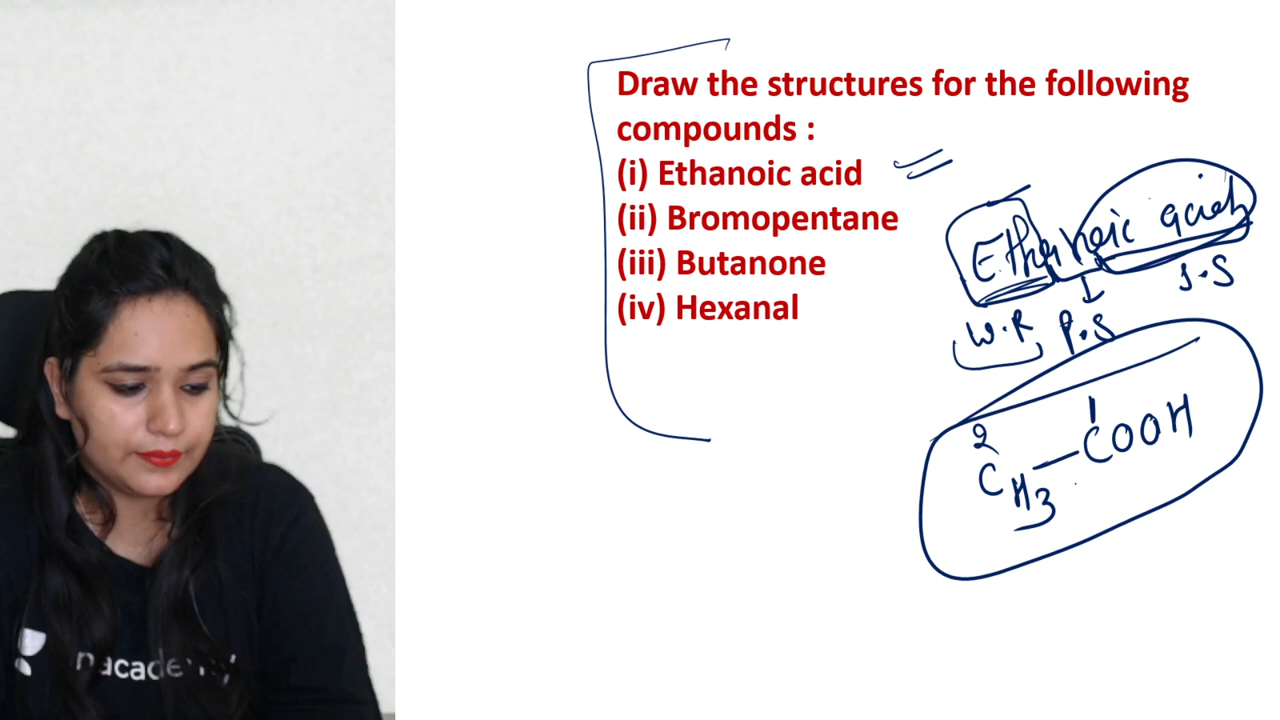 Draw the structures for the following
compounds :
(i) Ethanoic acid
(ii) Bromopentane
(iii) Butanone
(iv) Hexanal
Ethanoic acid
W.R P.S S.S
2 1
CH3—COOH
unacademy